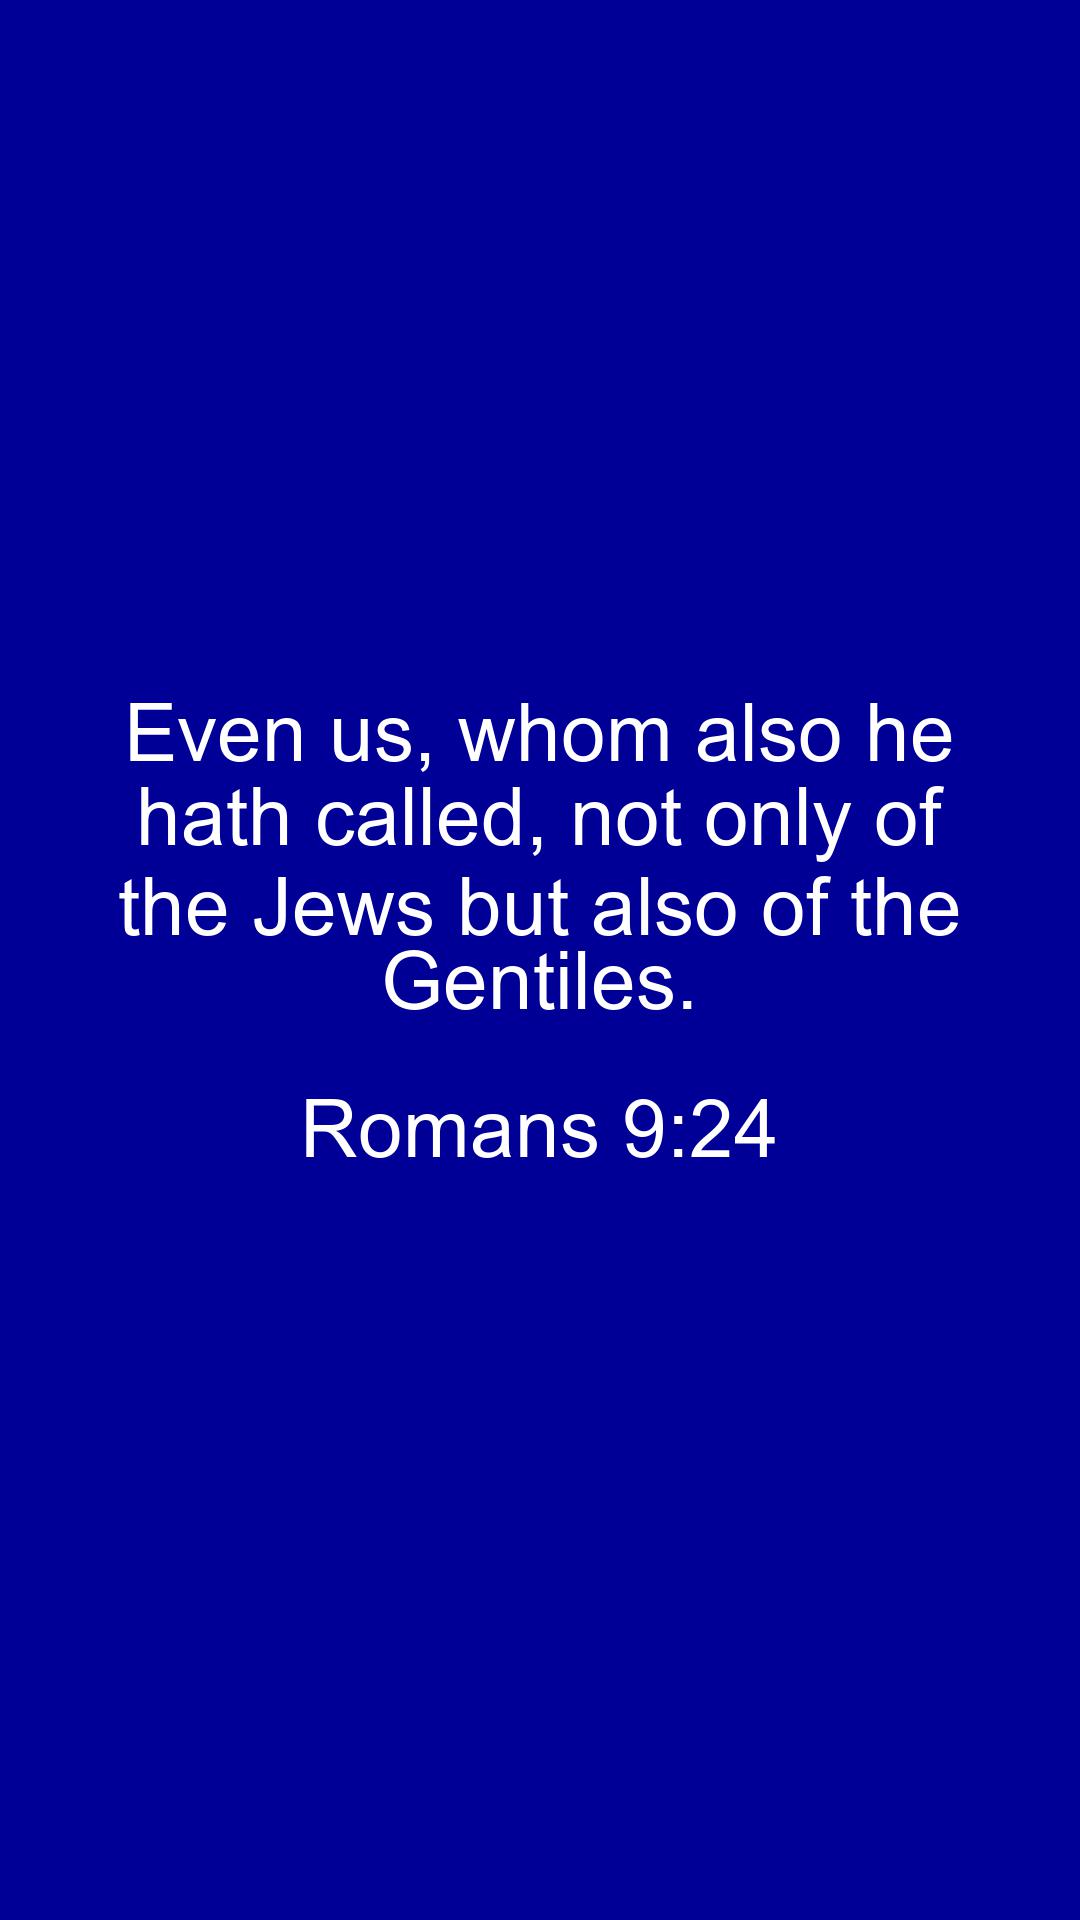 Even us, whom also he
hath called, not only of
the Jews but also of the
Gentiles.
Romans 9:24